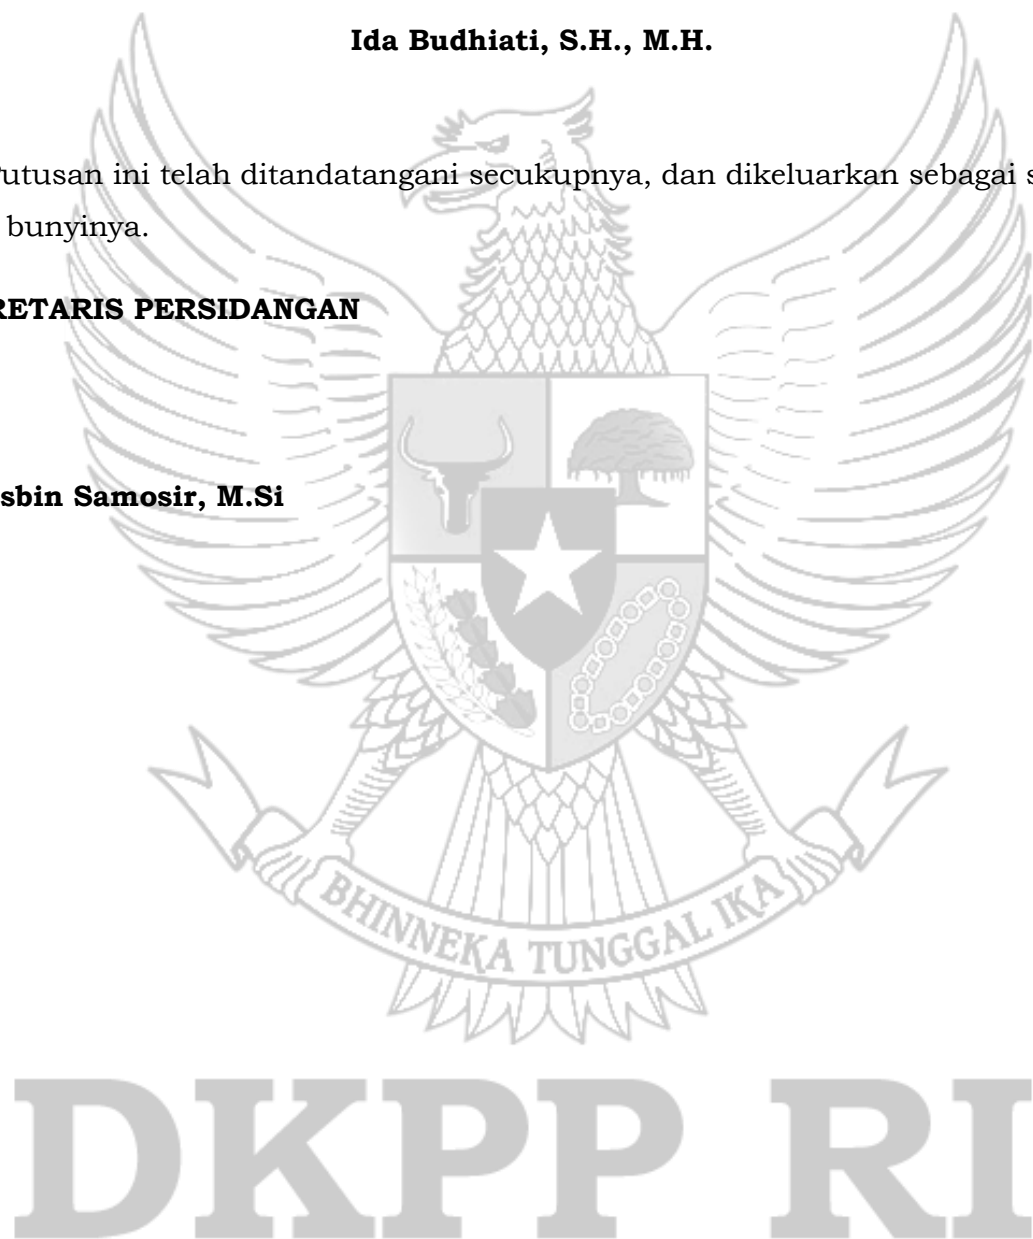 Ida Budhiati, S.H., M.H.
utusan ini telah ditandatangani secukupnya, dan dikeluarkan sebagai s
bunyinya.
RETARIS PERSIDANGAN
sbin Samosir, M.Si
BHINNEKA TUNGGAL IKA
DKPP RI